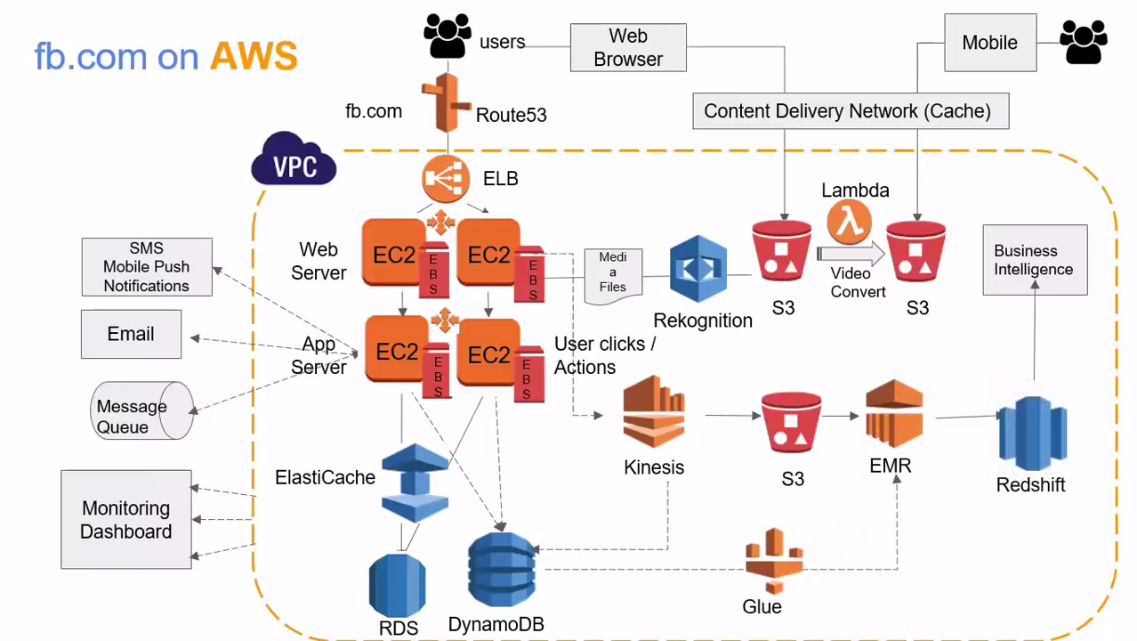 fb.com on AWS
users
Web
Browser
Mobile
fb.com
Route53
Content Delivery Network (Cache)
VPC
ELB
Lambda
SMS
Mobile Push
Notifications
Web
Server
EC2
EBS
EC2
EBS
Medi
a
Files
Rekognition
S3
Video
Convert
S3
Business
Intelligence
Email
App
Server
EC2
EBS
EC2
EBS
User clicks /
Actions
Message
Queue
Kinesis
S3
EMR
Redshift
ElastiCache
Monitoring
Dashboard
RDS
DynamoDB
Glue